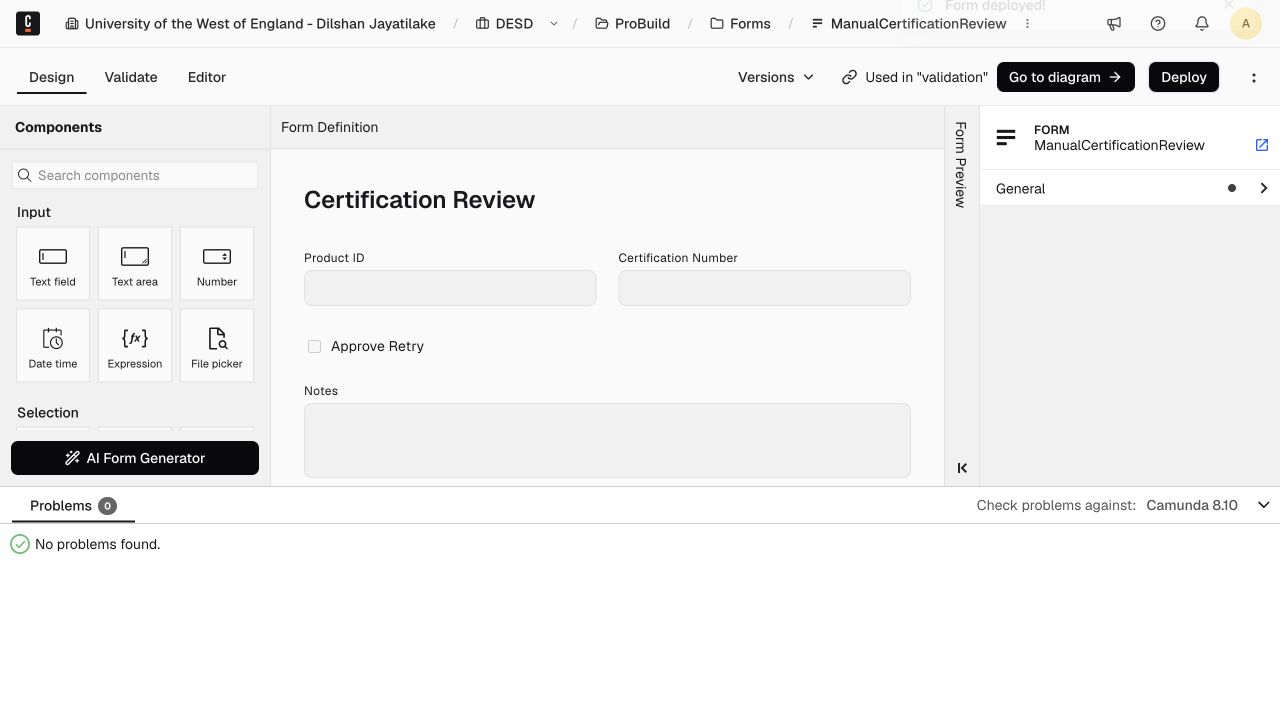 C
University of the West of England - Dilshan Jayatilake / DESD / ProBuild / Forms / ManualCertificationReview
Form deployed!
A
Design Validate Editor
Versions Used in "validation" Go to diagram Deploy
Components
Search components
Input
Text field Text area Number
Date time Expression File picker
Selection
AI Form Generator
Form Definition
Certification Review
Product ID Certification Number
Approve Retry
Notes
Form Preview
FORM
ManualCertificationReview
General
Problems 0
Check problems against: Camunda 8.10
No problems found.